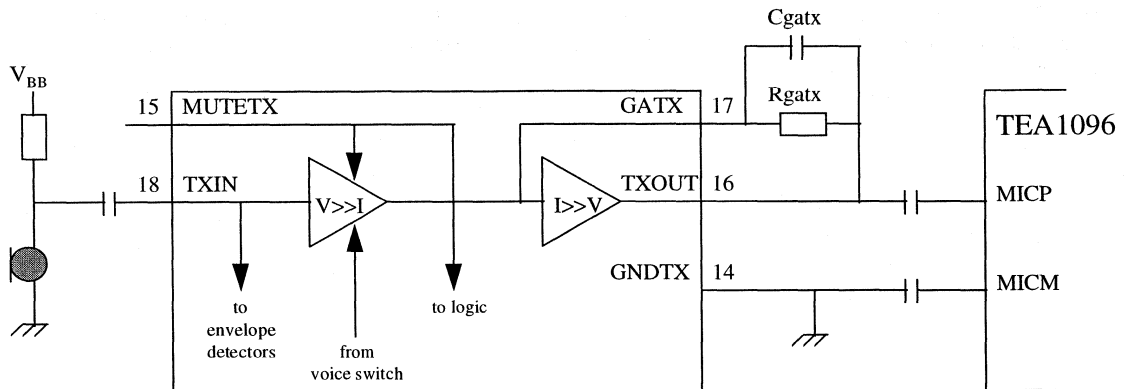 Cgatx
V_BB
15 MUTETX
GATX 17
Rgatx
TEA1096
18 TXIN
V>>I
I>>V
TXOUT 16
MICP
GNDTX 14
MICM
to
envelope
detectors
from
voice switch
to logic